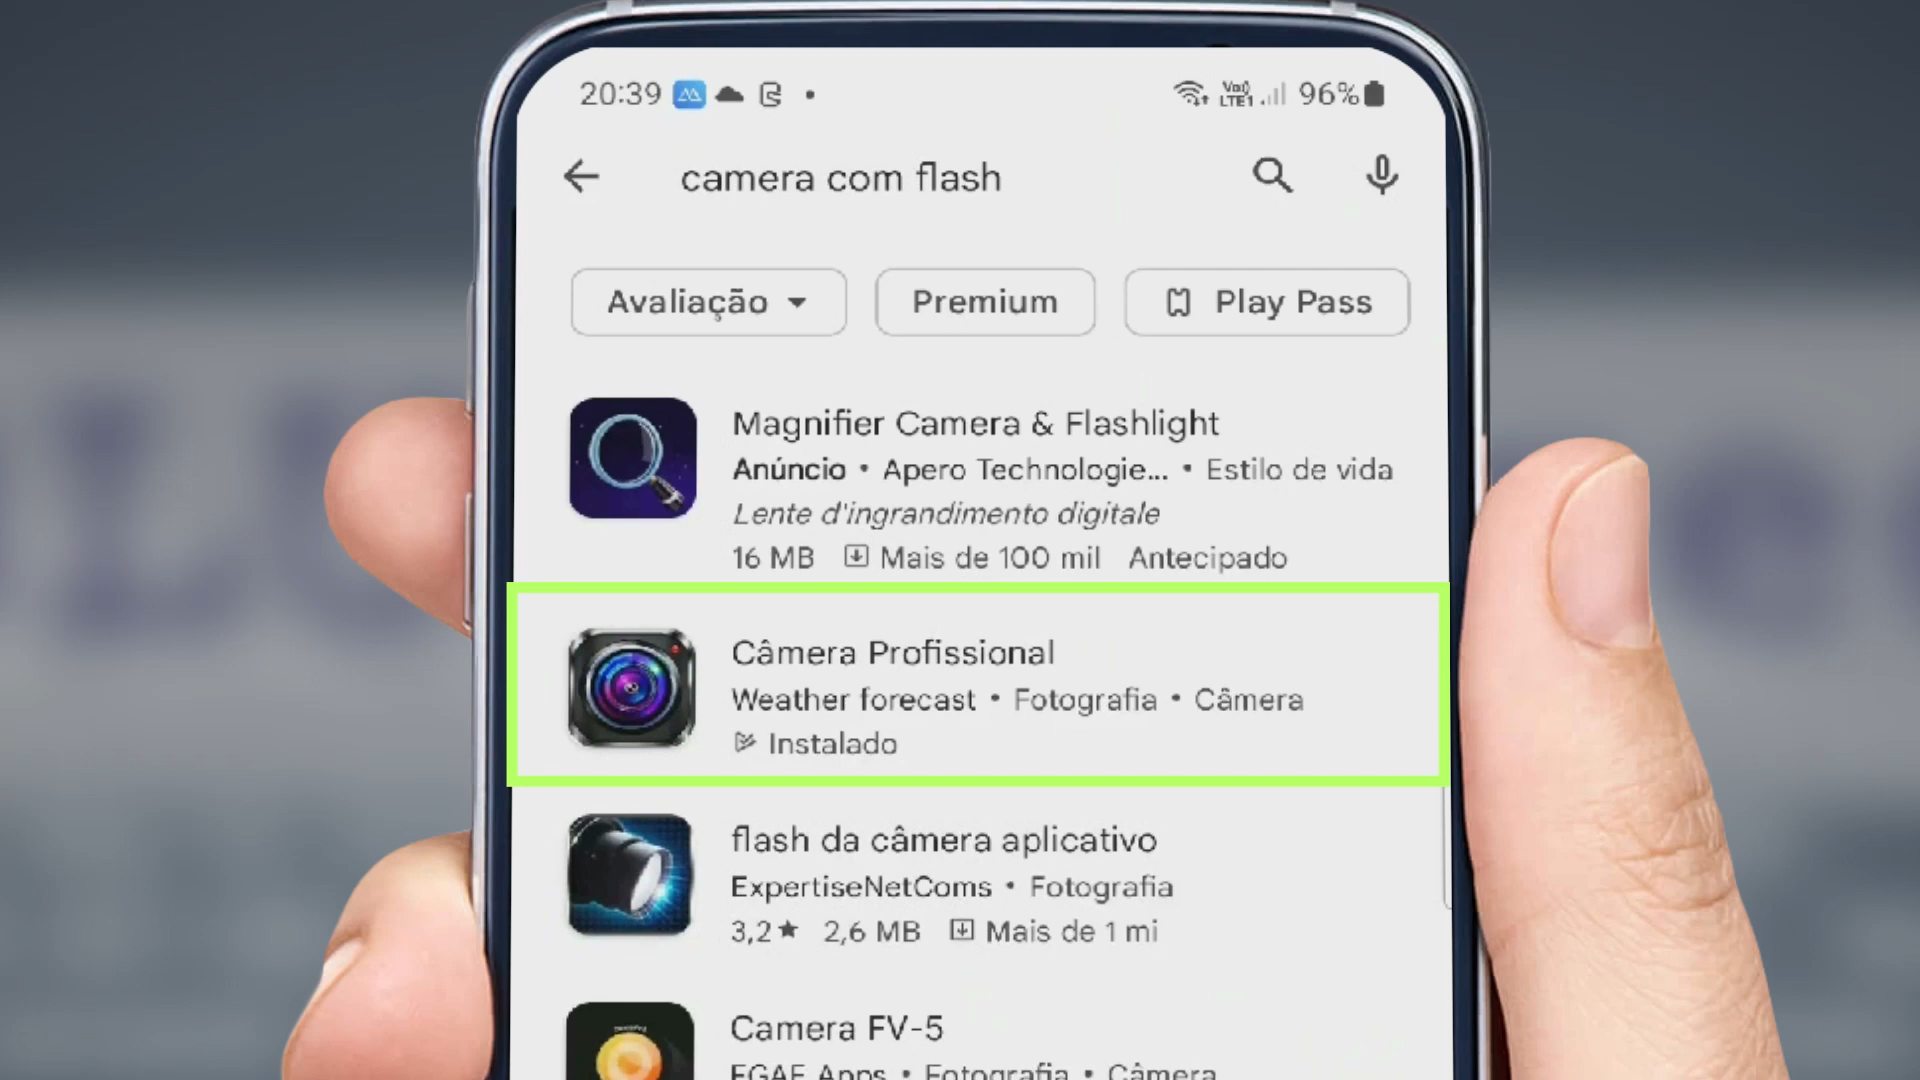 20:39
Vo)) LTE1 96%
camera com flash
Avaliação Premium Play Pass
Magnifier Camera & Flashlight
Anúncio • Apero Technologie... • Estilo de vida
Lente d'ingrandimento digitale
16 MB Mais de 100 mil Antecipado
Câmera Profissional
Weather forecast • Fotografia • Câmera
Instalado
flash da câmera aplicativo
ExpertiseNetComs • Fotografia
3,2★ 2,6 MB Mais de 1 mi
Camera FV-5
FGAE Apps • Fotografia • Câmera